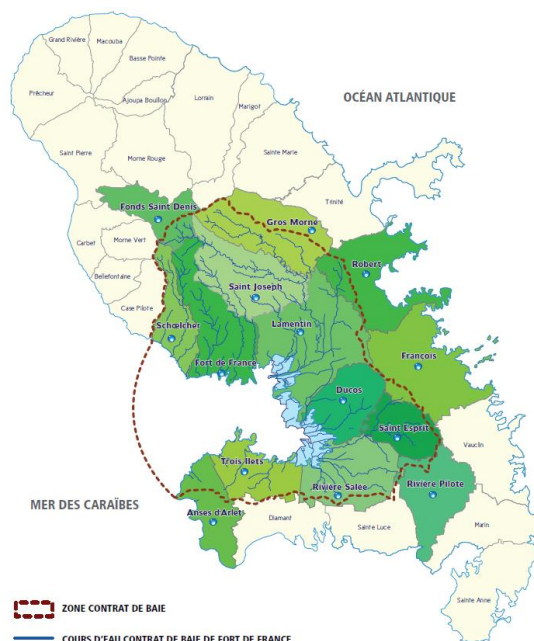 Grand Rivière
Macouba
Basse Pointe
Prêcheur
Ajoupa Bouillon
Lorrain
Marigot
OCÉAN ATLANTIQUE
Saint Pierre
Morne Rouge
Sainte Marie
Trinité
Fonds Saint Denis
Gros Morne
Carbet
Morne Vert
Robert
Bellefontaine
Saint Joseph
Case Pilote
Schœlcher
Lamentin
François
Fort de France
Ducos
Saint Esprit
Vauclin
Trois Ilets
Rivière Salée
Rivière Pilote
MER DES CARAÏBES
Anses d'Arlet
Diamant
Sainte Luce
Marin
Sainte Anne
ZONE CONTRAT DE BAIE
COURS D'EAU CONTRAT DE BAIE DE FORT DE FRANCE